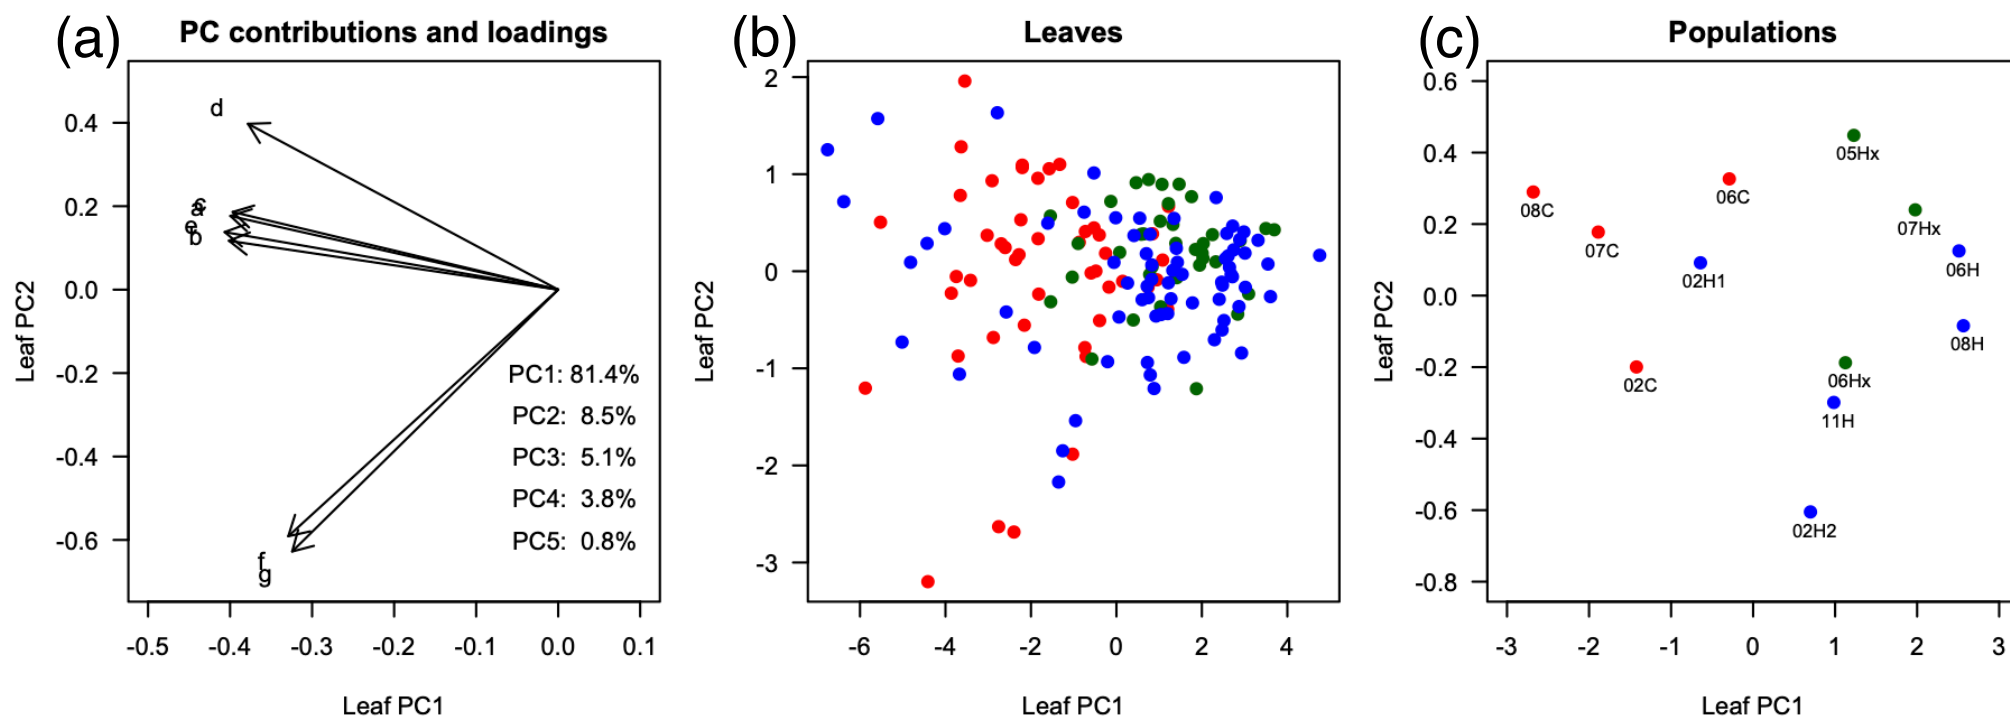 (a) PC contributions and loadings
0.4
0.2
0.0
-0.2
-0.4
-0.6
Leaf PC2
d
c
a
e
b
f
g
PC1: 81.4%
PC2: 8.5%
PC3: 5.1%
PC4: 3.8%
PC5: 0.8%
-0.5 -0.4 -0.3 -0.2 -0.1 0.0 0.1
Leaf PC1
(b) Leaves
2
1
0
-1
-2
-3
Leaf PC2
-6 -4 -2 0 2 4
Leaf PC1
(c) Populations
0.6
0.4
0.2
0.0
-0.2
-0.4
-0.6
-0.8
Leaf PC2
05Hx
08C
06C
07Hx
07C
06H
02H1
08H
02C
06Hx
11H
02H2
-3 -2 -1 0 1 2 3
Leaf PC1